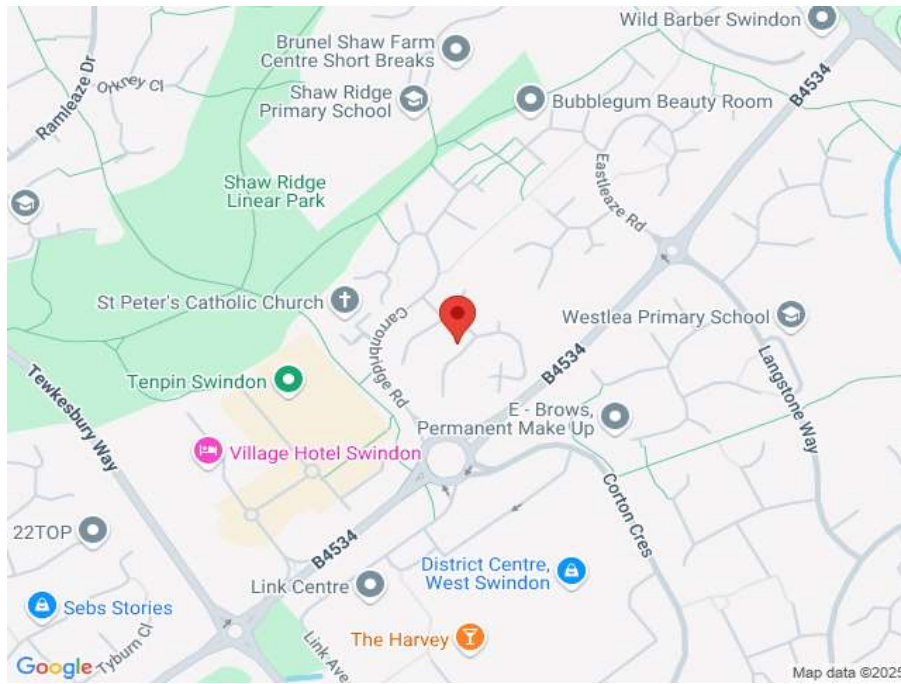 Wild Barber Swindon
Brunel Shaw Farm
Centre Short Breaks
B4534
Ramleaze Dr
Orkney Cl
Shaw Ridge
Primary School
Bubblegum Beauty Room
Eastleaze Rd
Shaw Ridge
Linear Park
St Peter's Catholic Church
Carronbridge Rd
Westlea Primary School
B4534
Langstone Way
Tenpin Swindon
Tewkesbury Way
E - Brows,
Permanent Make Up
Village Hotel Swindon
Corton Cres
22TOP
B4534
District Centre,
West Swindon
Link Centre
Sebs Stories
Tyburn Cl
Link Ave
The Harvey
Google
Map data ©2025